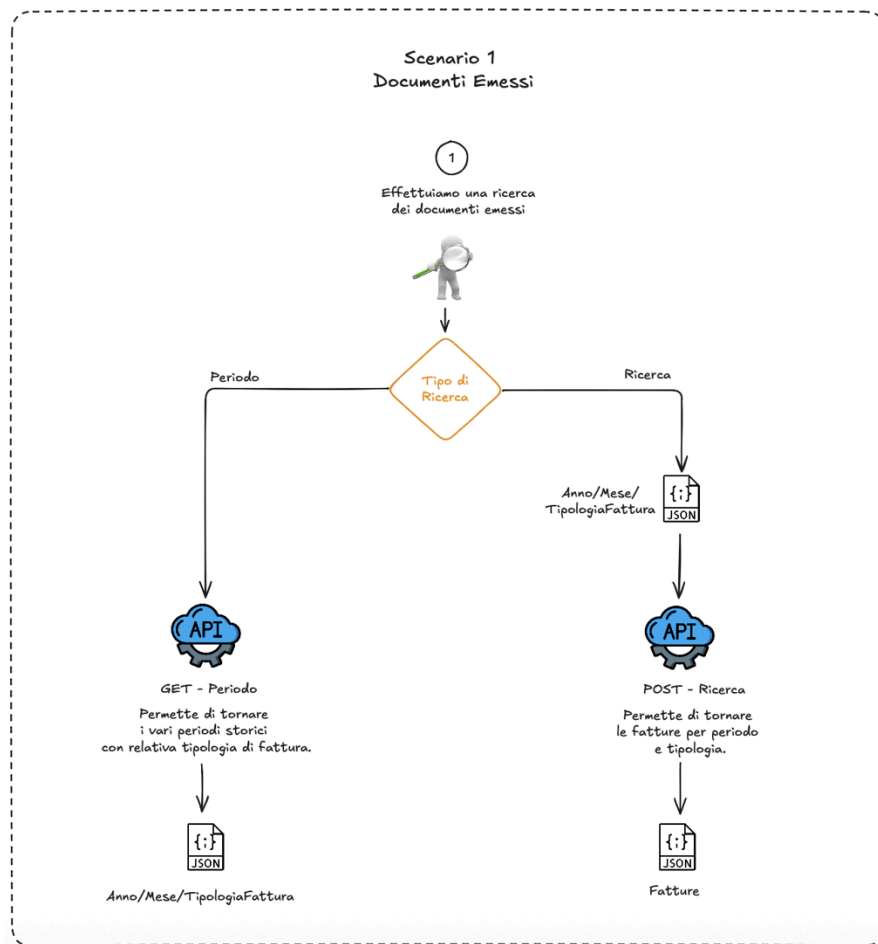 Scenario 1
Documenti Emessi
1
Effettuiamo una ricerca
dei documenti emessi
Tipo di
Ricerca
Periodo
Ricerca
Anno/Mese/
TipologiaFattura
{;}
JSON
API
GET - Periodo
Permette di tornare
i vari periodi storici
con relativa tipologia di fattura.
{;}
JSON
Anno/Mese/TipologiaFattura
API
POST - Ricerca
Permette di tornare
le fatture per periodo
e tipologia.
{;}
JSON
Fatture